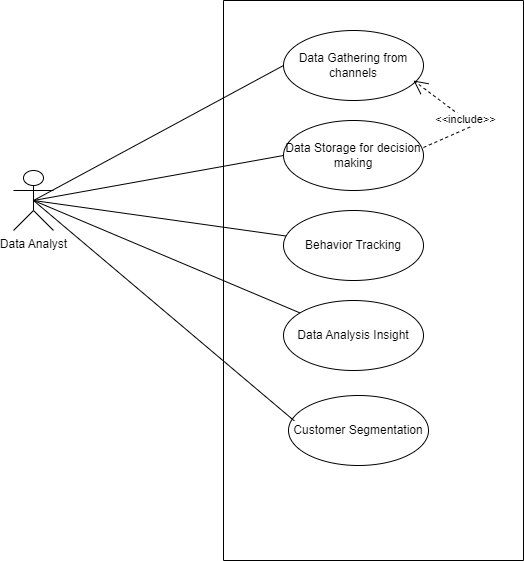 Data Gathering from
channels
<<include>>
Data Storage for decision
making
Data Analyst
Behavior Tracking
Data Analysis Insight
Customer Segmentation